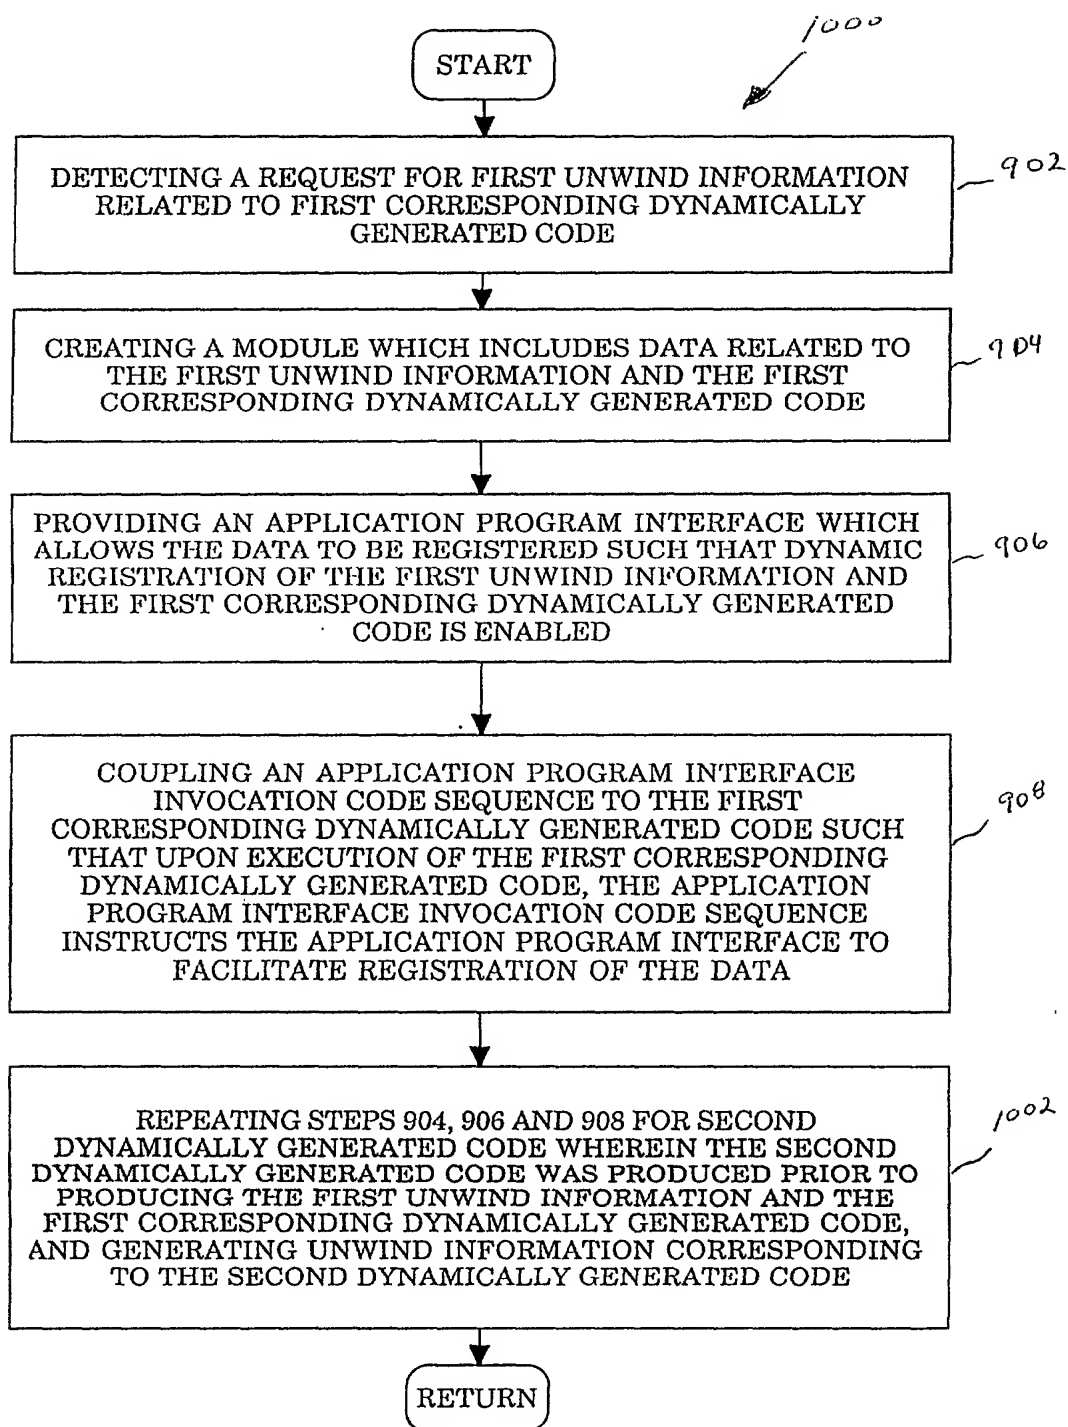 1000
START
DETECTING A REQUEST FOR FIRST UNWIND INFORMATION
RELATED TO FIRST CORRESPONDING DYNAMICALLY
GENERATED CODE
902
CREATING A MODULE WHICH INCLUDES DATA RELATED TO
THE FIRST UNWIND INFORMATION AND THE FIRST
CORRESPONDING DYNAMICALLY GENERATED CODE
904
PROVIDING AN APPLICATION PROGRAM INTERFACE WHICH
ALLOWS THE DATA TO BE REGISTERED SUCH THAT DYNAMIC
REGISTRATION OF THE FIRST UNWIND INFORMATION AND
THE FIRST CORRESPONDING DYNAMICALLY GENERATED
CODE IS ENABLED
906
COUPLING AN APPLICATION PROGRAM INTERFACE
INVOCATION CODE SEQUENCE TO THE FIRST
CORRESPONDING DYNAMICALLY GENERATED CODE SUCH
THAT UPON EXECUTION OF THE FIRST CORRESPONDING
DYNAMICALLY GENERATED CODE, THE APPLICATION
PROGRAM INTERFACE INVOCATION CODE SEQUENCE
INSTRUCTS THE APPLICATION PROGRAM INTERFACE TO
FACILITATE REGISTRATION OF THE DATA
908
REPEATING STEPS 904, 906 AND 908 FOR SECOND
DYNAMICALLY GENERATED CODE WHEREIN THE SECOND
DYNAMICALLY GENERATED CODE WAS PRODUCED PRIOR TO
PRODUCING THE FIRST UNWIND INFORMATION AND THE
FIRST CORRESPONDING DYNAMICALLY GENERATED CODE,
AND GENERATING UNWIND INFORMATION CORRESPONDING
TO THE SECOND DYNAMICALLY GENERATED CODE
1002
RETURN